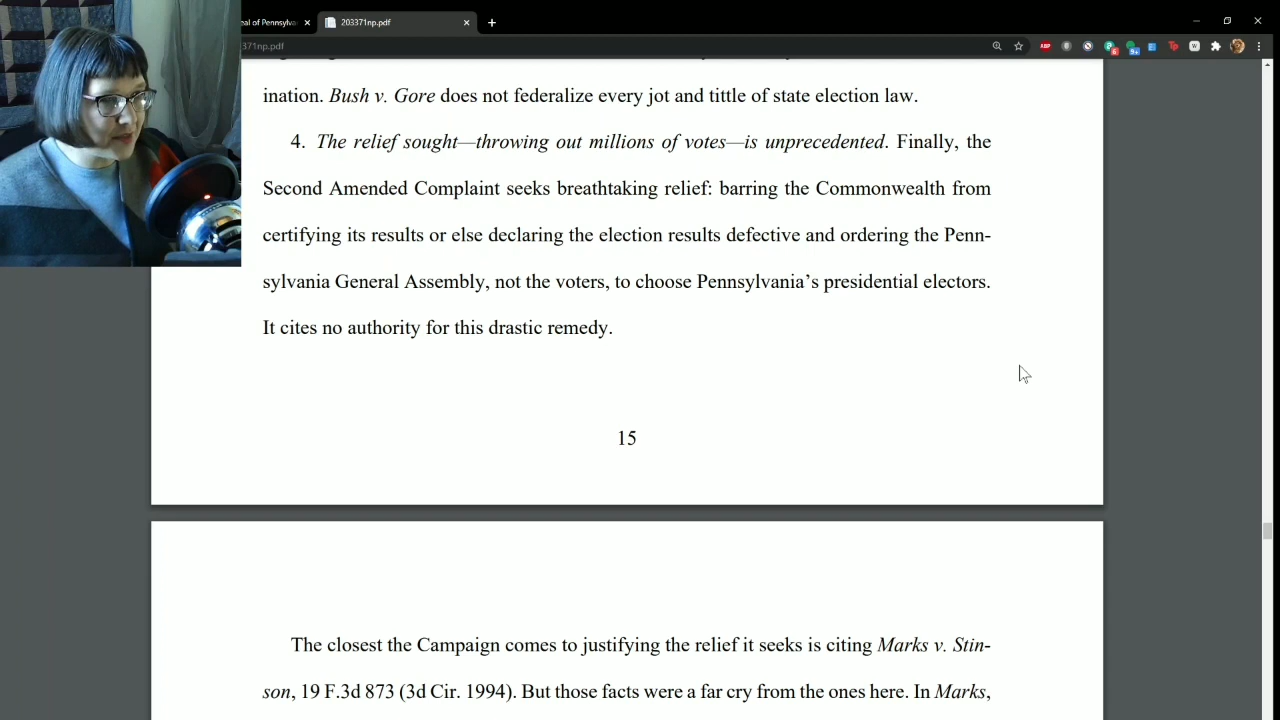 eal of Pennsylva
203371np.pdf
371np.pdf
ination. Bush v. Gore does not federalize every jot and tittle of state election law.
4. The relief sought—throwing out millions of votes—is unprecedented. Finally, the
Second Amended Complaint seeks breathtaking relief: barring the Commonwealth from
certifying its results or else declaring the election results defective and ordering the Penn-
sylvania General Assembly, not the voters, to choose Pennsylvania's presidential electors.
It cites no authority for this drastic remedy.
15
The closest the Campaign comes to justifying the relief it seeks is citing Marks v. Stin-
son, 19 F.3d 873 (3d Cir. 1994). But those facts were a far cry from the ones here. In Marks,